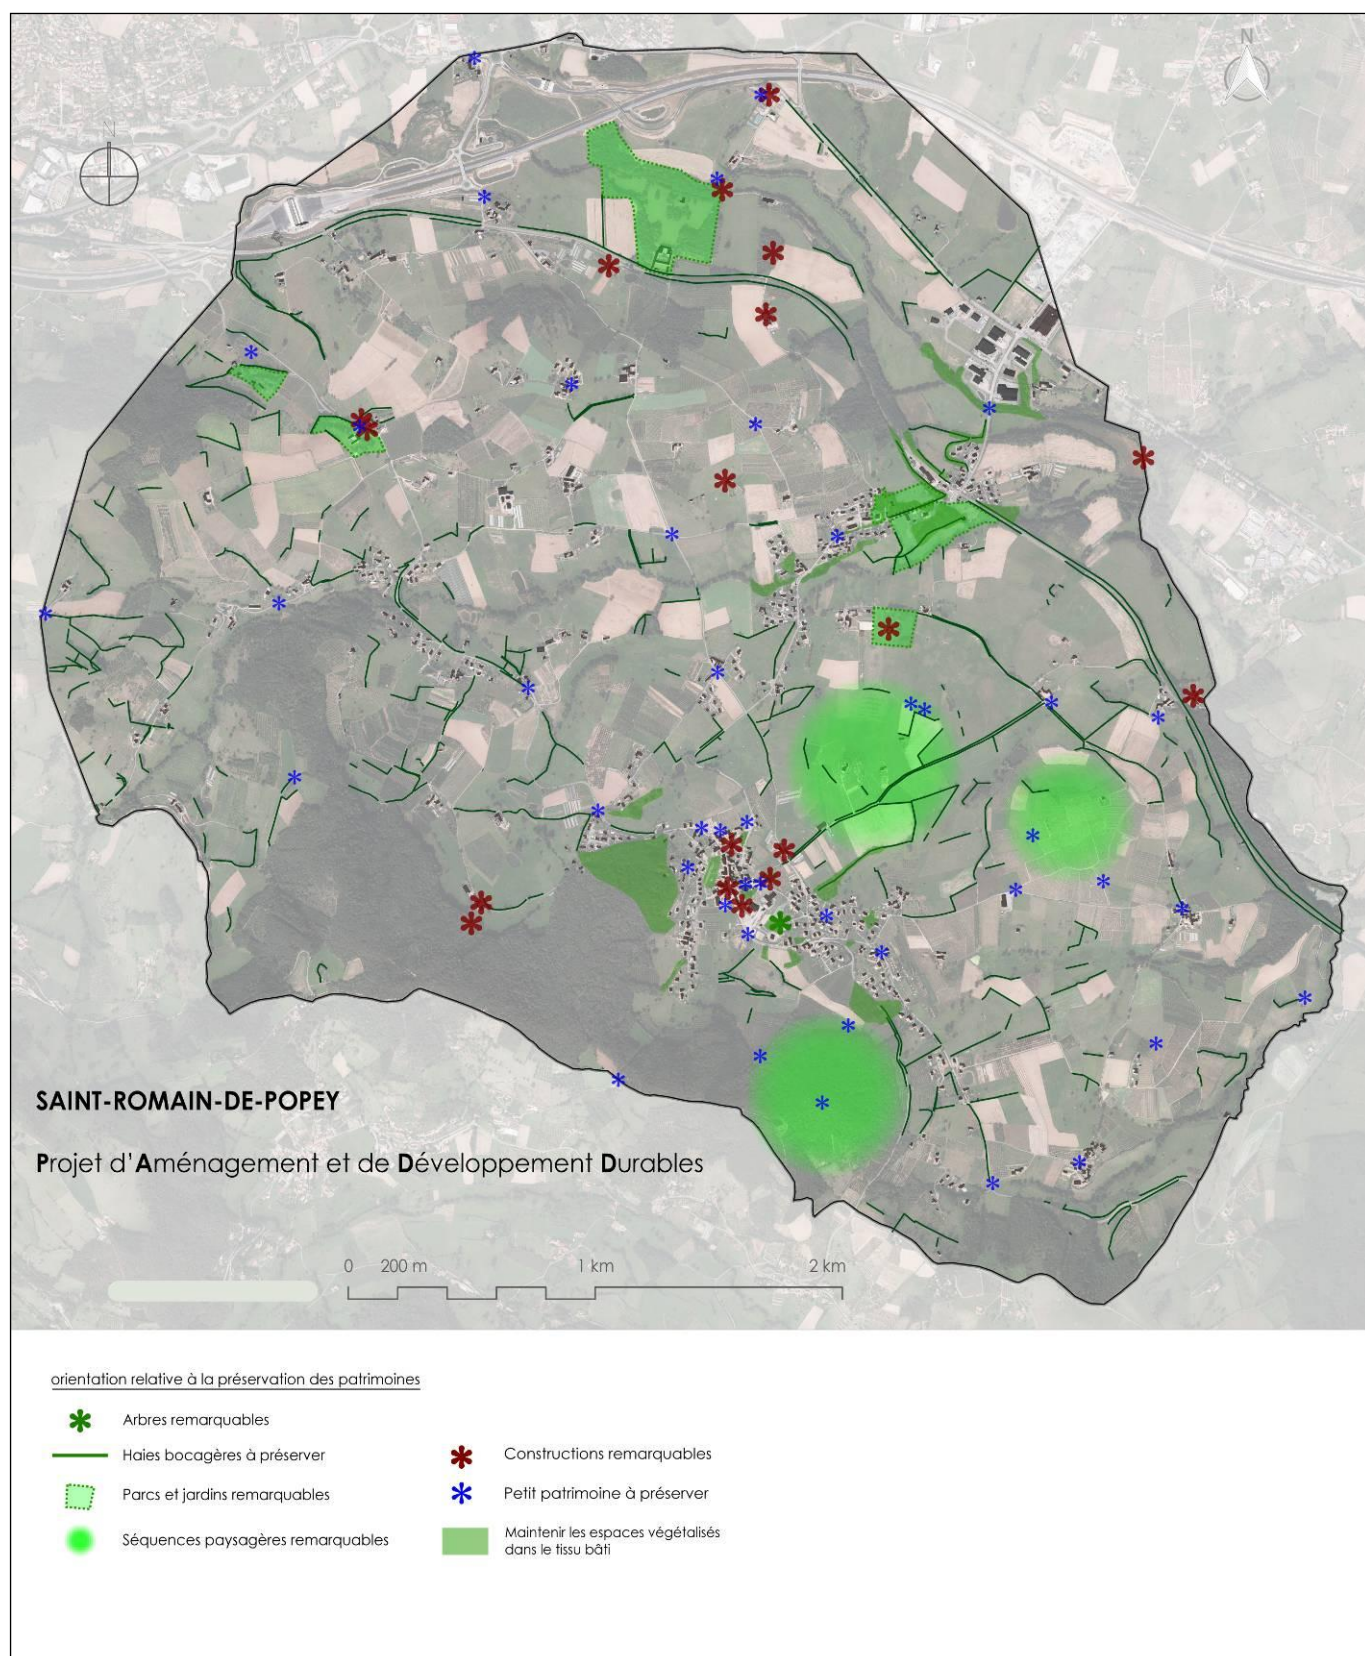 N
N
SAINT-ROMAIN-DE-POPEY
Projet d'Aménagement et de Développement Durables
0 200 m 1 km 2 km
orientation relative à la préservation des patrimoines
Arbres remarquables
Haies bocagères à préserver
Constructions remarquables
Parcs et jardins remarquables
Petit patrimoine à préserver
Séquences paysagères remarquables
Maintenir les espaces végétalisés
dans le tissu bâti